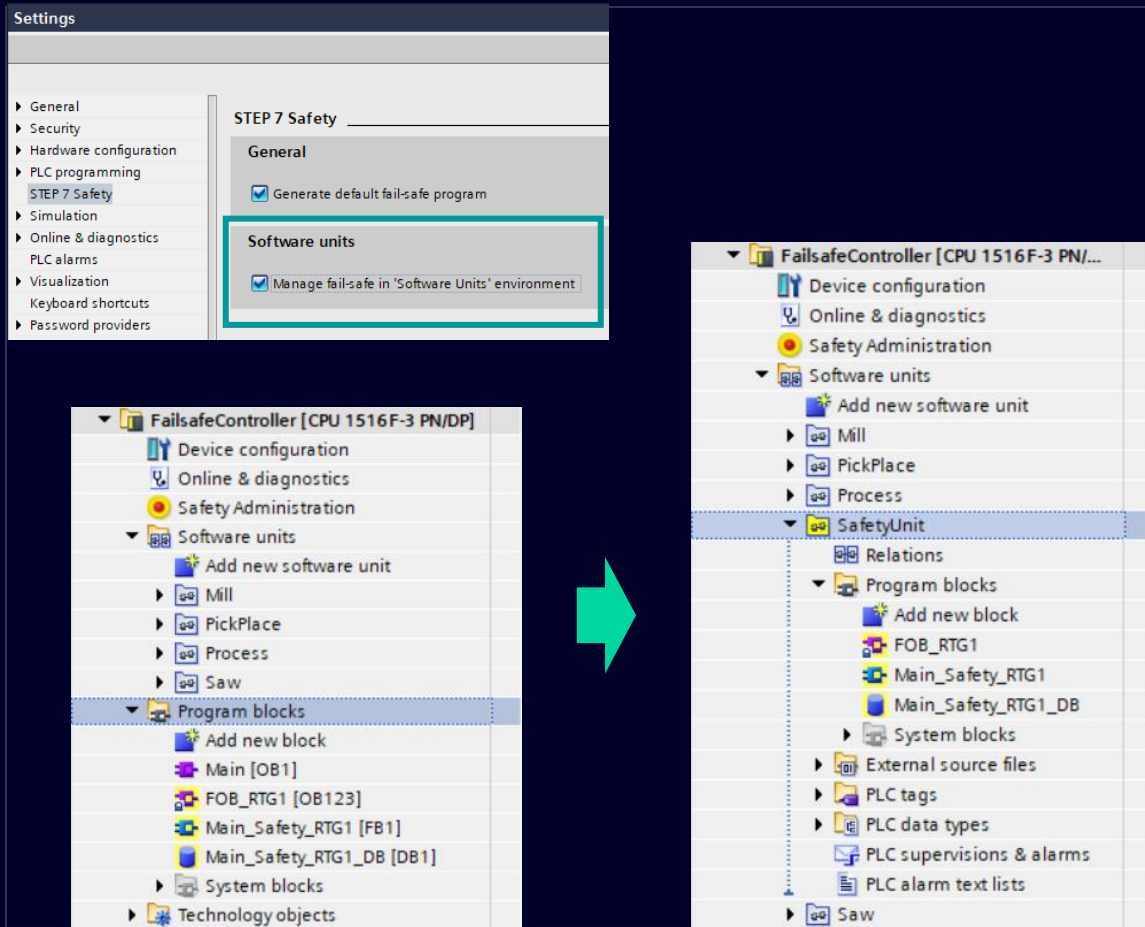 Settings
General
Security
Hardware configuration
PLC programming
STEP 7 Safety
Simulation
Online & diagnostics
PLC alarms
Visualization
Keyboard shortcuts
Password providers
STEP 7 Safety
General
Generate default fail-safe program
Software units
Manage fail-safe in 'Software Units' environment
FailsafeController [CPU 1516F-3 PN/DP]
Device configuration
Online & diagnostics
Safety Administration
Software units
Add new software unit
Mill
PickPlace
Process
Saw
Program blocks
Add new block
Main [OB1]
FOB_RTG1 [OB123]
Main_Safety_RTG1 [FB1]
Main_Safety_RTG1_DB [DB1]
System blocks
Technology objects
FailsafeController [CPU 1516F-3 PN/...
Device configuration
Online & diagnostics
Safety Administration
Software units
Add new software unit
Mill
PickPlace
Process
SafetyUnit
Relations
Program blocks
Add new block
FOB_RTG1
Main_Safety_RTG1
Main_Safety_RTG1_DB
System blocks
External source files
PLC tags
PLC data types
PLC supervisions & alarms
PLC alarm text lists
Saw